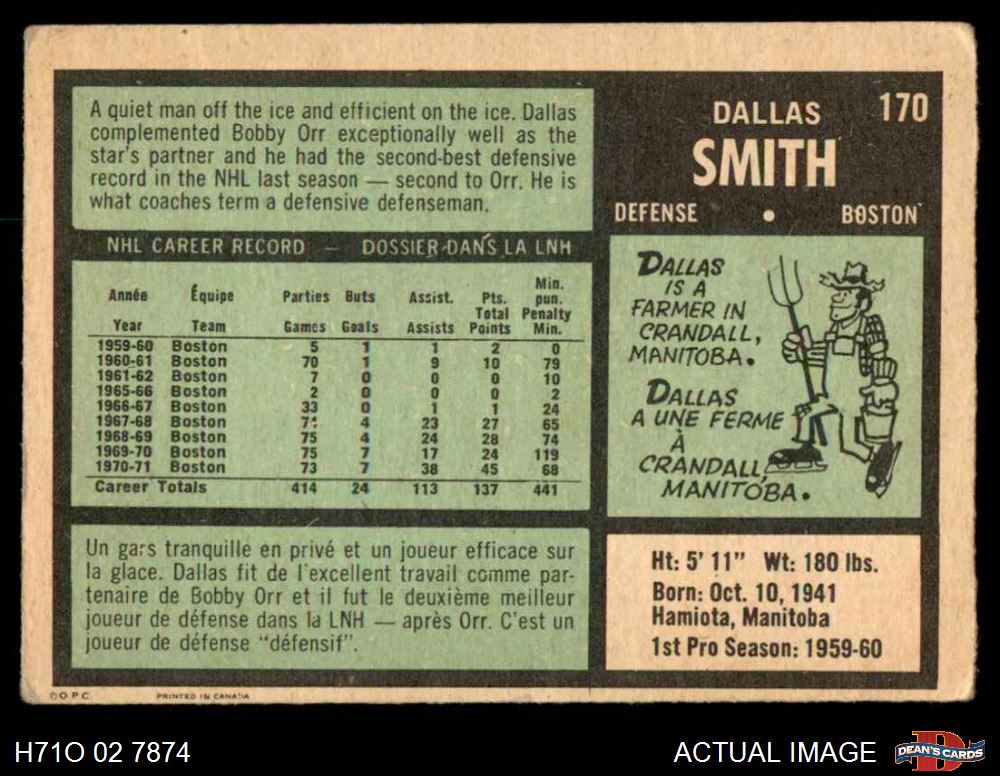 A quiet man off the ice and efficient on the ice. Dallas
complemented Bobby Orr exceptionally well as the
star's partner and he had the second-best defensive
record in the NHL last season — second to Orr. He is
what coaches term a defensive defenseman.
NHL CAREER RECORD — DOSSIER DANS LA LNH
Année Équipe Parties Buts Assist. Pts. Min. pun.
Year Team Games Goals Assists Total Points Penalty Min.
1959-60 Boston 5 1 1 2 0
1960-61 Boston 70 1 9 10 79
1961-62 Boston 7 0 0 0 10
1965-66 Boston 2 0 0 0 2
1966-67 Boston 33 0 1 1 24
1967-68 Boston 74 4 23 27 65
1968-69 Boston 75 4 24 28 74
1969-70 Boston 75 7 17 24 119
1970-71 Boston 73 7 38 45 68
Career Totals 414 24 113 137 441
Un gars tranquille en privé et un joueur efficace sur
la glace. Dallas fit de l'excellent travail comme par-
tenaire de Bobby Orr et il fut le deuxième meilleur
joueur de défense dans la LNH — après Orr. C'est un
joueur de défense "défensif".
©O.P.C. PRINTED IN CANADA
DALLAS 170
SMITH
DEFENSE • BOSTON
DALLAS
IS A
FARMER IN
CRANDALL,
MANITOBA.
DALLAS
A UNE FERME
À
CRANDALL,
MANITOBA.
Ht: 5' 11" Wt: 180 lbs.
Born: Oct. 10, 1941
Hamiota, Manitoba
1st Pro Season: 1959-60
H71O 02 7874
ACTUAL IMAGE
DEAN'S CARDS